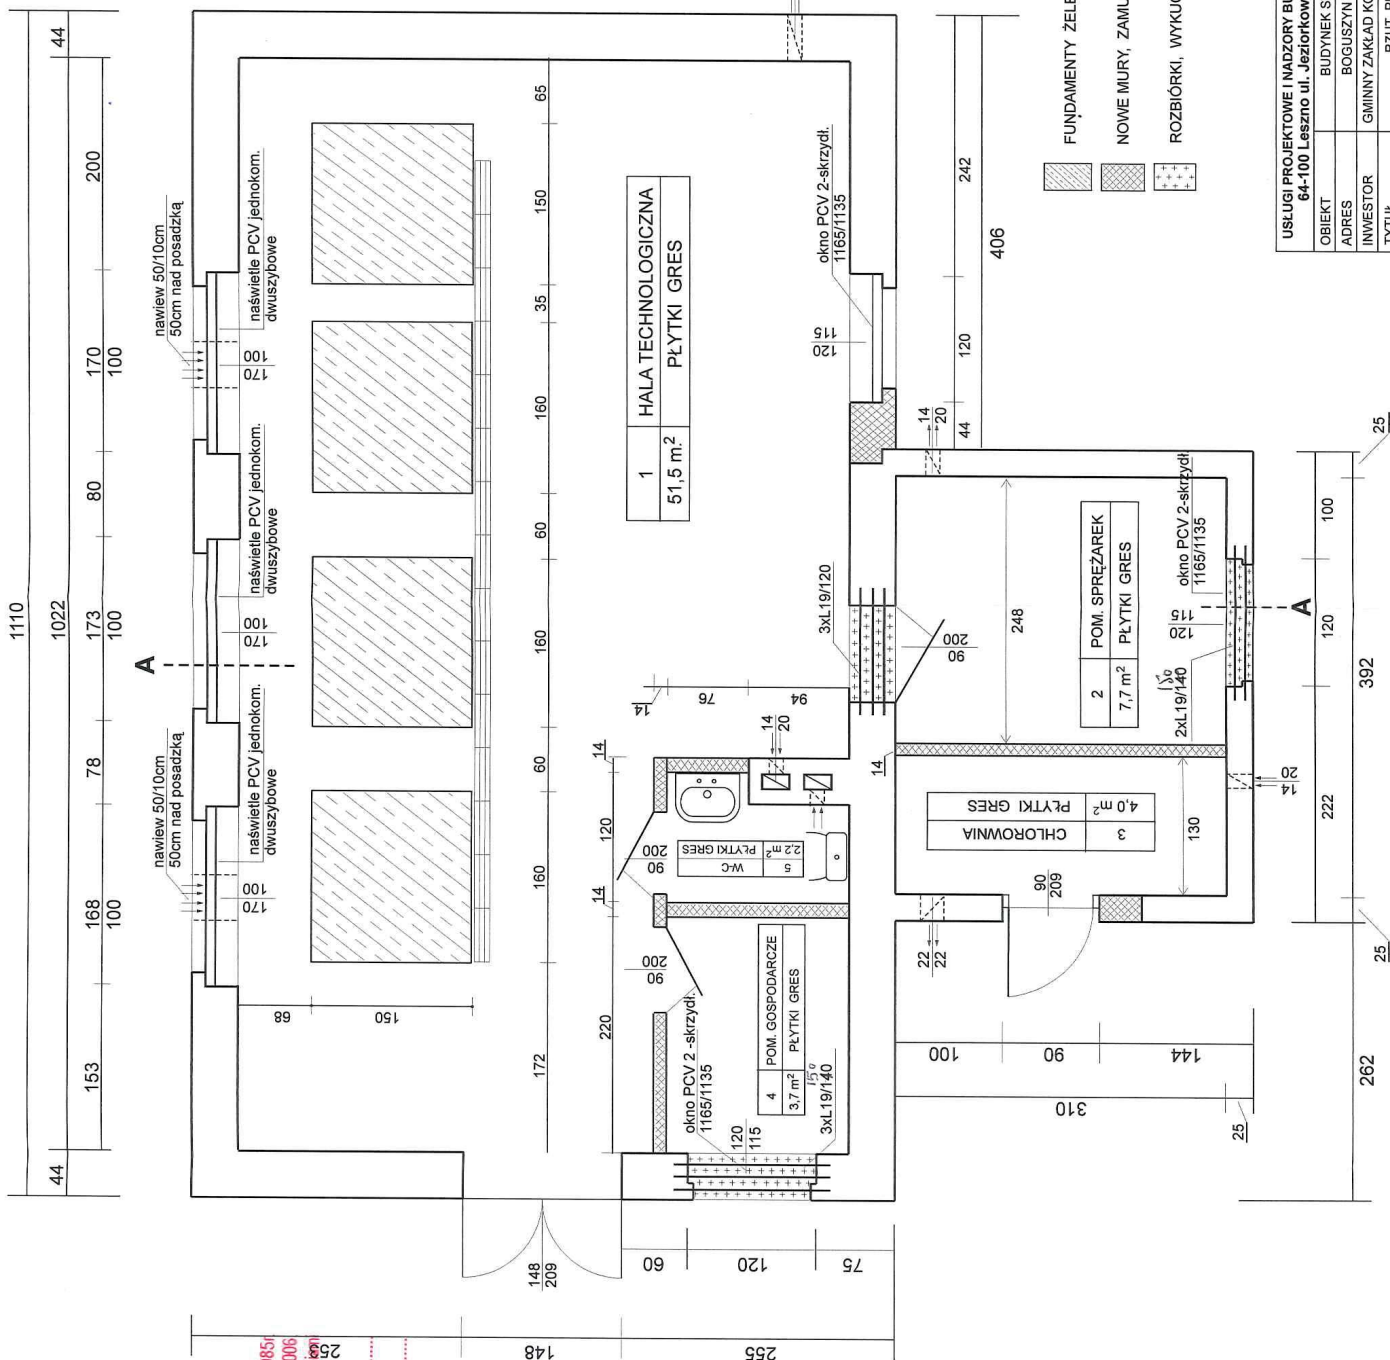 1110
44
1022
44
153
168
78
173
80
170
200
100
100
100
nawiew 50/10cm
50cm nad posadzką
naświetle PCV jednokom.
dwuszybowe
100
170
naświetle PCV jednokom.
dwuszybowe
100
170
nawiew 50/10cm
50cm nad posadzką
naświetle PCV jednokom.
dwuszybowe
100
170
A
68
150
172
160
60
160
60
160
35
150
65
1 HALA TECHNOLOGICZNA
51,5 m² PŁYTKI GRES
okno PCV 2-skrzydł.
1165/1135
120
115
44
120
242
406
14
20
3xL19/120
90
200
14
76
94
14
20
14
120
14
220
90
200
90
200
5 W-C
2,2 m² PŁYTKI GRES
4 POM. GOSPODARCZE
3,7 m² PŁYTKI GRES
okno PCV 2 -skrzydł.
1165/1135
120
115
150
3xL19/140
148
209
60
120
75
148
255
248
2 POM. SPRĘŻAREK
7,7 m² PŁYTKI GRES
okno PCV 2-skrzydł.
1165/1135
120
115
2xL19/140
A
14
3 CHLOROWNIA
4,0 m² PŁYTKI GRES
130
90
209
22
22
14
20
100
90
144
310
25
222
120
100
262
392
25
25
FUNDAMENTY ŻELE
NOWE MURY, ZAMU
ROZBIÓRKI, WYKUC
USŁUGI PROJEKTOWE I NADZORY BU
64-100 Leszno ul. Jeziorkow
OBIEKT BUDYNEK S
ADRES BOGUSZYN
INWESTOR GMINNY ZAKŁAD KO